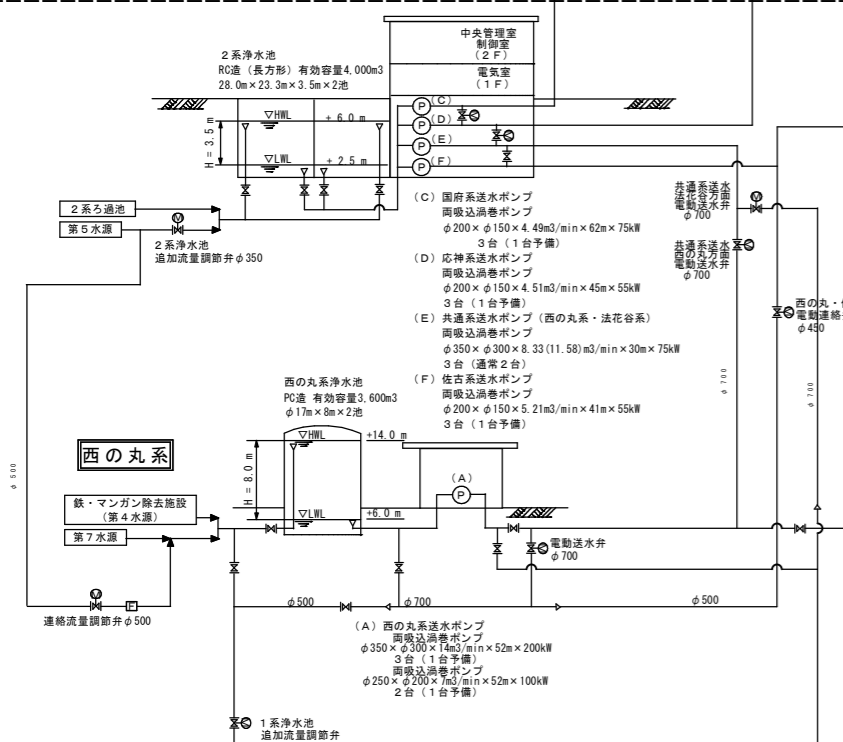 中央管理室
制御室
(2F)
電気室
(1F)
2系浄水池
RC造(長方形)有効容量4,000m3
28.0m×23.3m×3.5m×2池
▽HWL
+ 6.0 m
H = 3.5 m
▽LWL
+ 2.5 m
P
(C)
P
(D)
P
(E)
P
(F)
2系ろ過池
第5水源
M
2系浄水池
追加流量調節弁φ350
(C) 国府系送水ポンプ
両吸込渦巻ポンプ
φ200×φ150×4.49m3/min×62m×75kW
3台(1台予備)
(D) 応神系送水ポンプ
両吸込渦巻ポンプ
φ200×φ150×4.51m3/min×45m×55kW
3台(1台予備)
(E) 共通系送水ポンプ(西の丸系・法花谷系)
両吸込渦巻ポンプ
φ350×φ300×8.33(11.58)m3/min×30m×75kW
3台(通常2台)
(F) 佐古系送水ポンプ
両吸込渦巻ポンプ
φ200×φ150×5.21m3/min×41m×55kW
3台(1台予備)
共通系送水
法花谷方面
電動送水弁
φ700
M
共通系送水
西の丸方面
電動送水弁
φ700
西の丸・
電動連絡
φ450
φ700
φ700
φ500
西の丸系浄水池
PC造 有効容量3,600m3
φ17m×8m×2池
▽HWL
+14.0 m
H = 8.0 m
▽LWL
+6.0 m
西の丸系
鉄・マンガン除去施設
(第4水源)
第7水源
(A)
P
電動送水弁
φ700
M
F
連絡流量調節弁φ500
φ500
φ700
φ500
(A) 西の丸系送水ポンプ
両吸込渦巻ポンプ
φ350×φ300×14m3/min×52m×200kW
3台(1台予備)
両吸込渦巻ポンプ
φ250×φ200×7m3/min×52m×100kW
2台(1台予備)
1系浄水池
追加流量調節弁